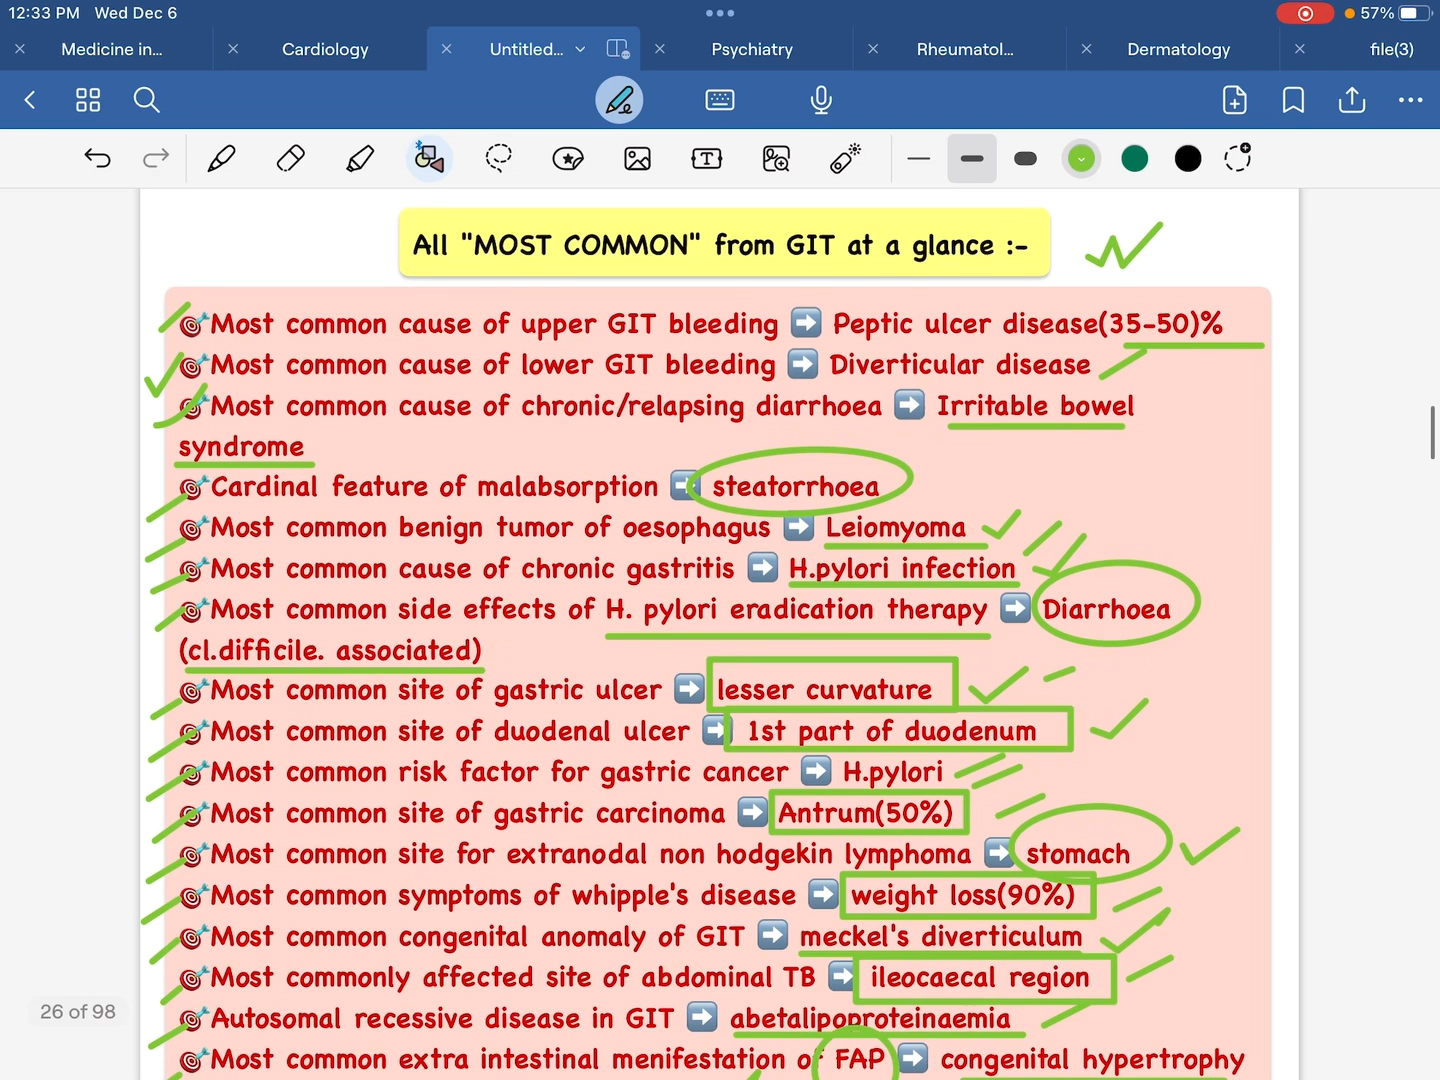 12:33 PM Wed Dec 6
57%
Medicine in...
Cardiology
Untitled...
Psychiatry
Rheumatol...
Dermatology
file(3)
All "MOST COMMON" from GIT at a glance :-
🎯Most common cause of upper GIT bleeding ➡️ Peptic ulcer disease(35-50)%
🎯Most common cause of lower GIT bleeding ➡️ Diverticular disease
🎯Most common cause of chronic/relapsing diarrhoea ➡️ Irritable bowel
syndrome
🎯Cardinal feature of malabsorption ➡️ steatorrhoea
🎯Most common benign tumor of oesophagus ➡️ Leiomyoma
🎯Most common cause of chronic gastritis ➡️ H.pylori infection
🎯Most common side effects of H. pylori eradication therapy ➡️ Diarrhoea
(cl.difficile. associated)
🎯Most common site of gastric ulcer ➡️ lesser curvature
🎯Most common site of duodenal ulcer ➡️ 1st part of duodenum
🎯Most common risk factor for gastric cancer ➡️ H.pylori
🎯Most common site of gastric carcinoma ➡️ Antrum(50%)
🎯Most common site for extranodal non hodgekin lymphoma ➡️ stomach
🎯Most common symptoms of whipple's disease ➡️ weight loss(90%)
🎯Most common congenital anomaly of GIT ➡️ meckel's diverticulum
🎯Most commonly affected site of abdominal TB ➡️ ileocaecal region
🎯Autosomal recessive disease in GIT ➡️ abetalipoproteinaemia
🎯Most common extra intestinal menifestation of FAP ➡️ congenital hypertrophy
26 of 98